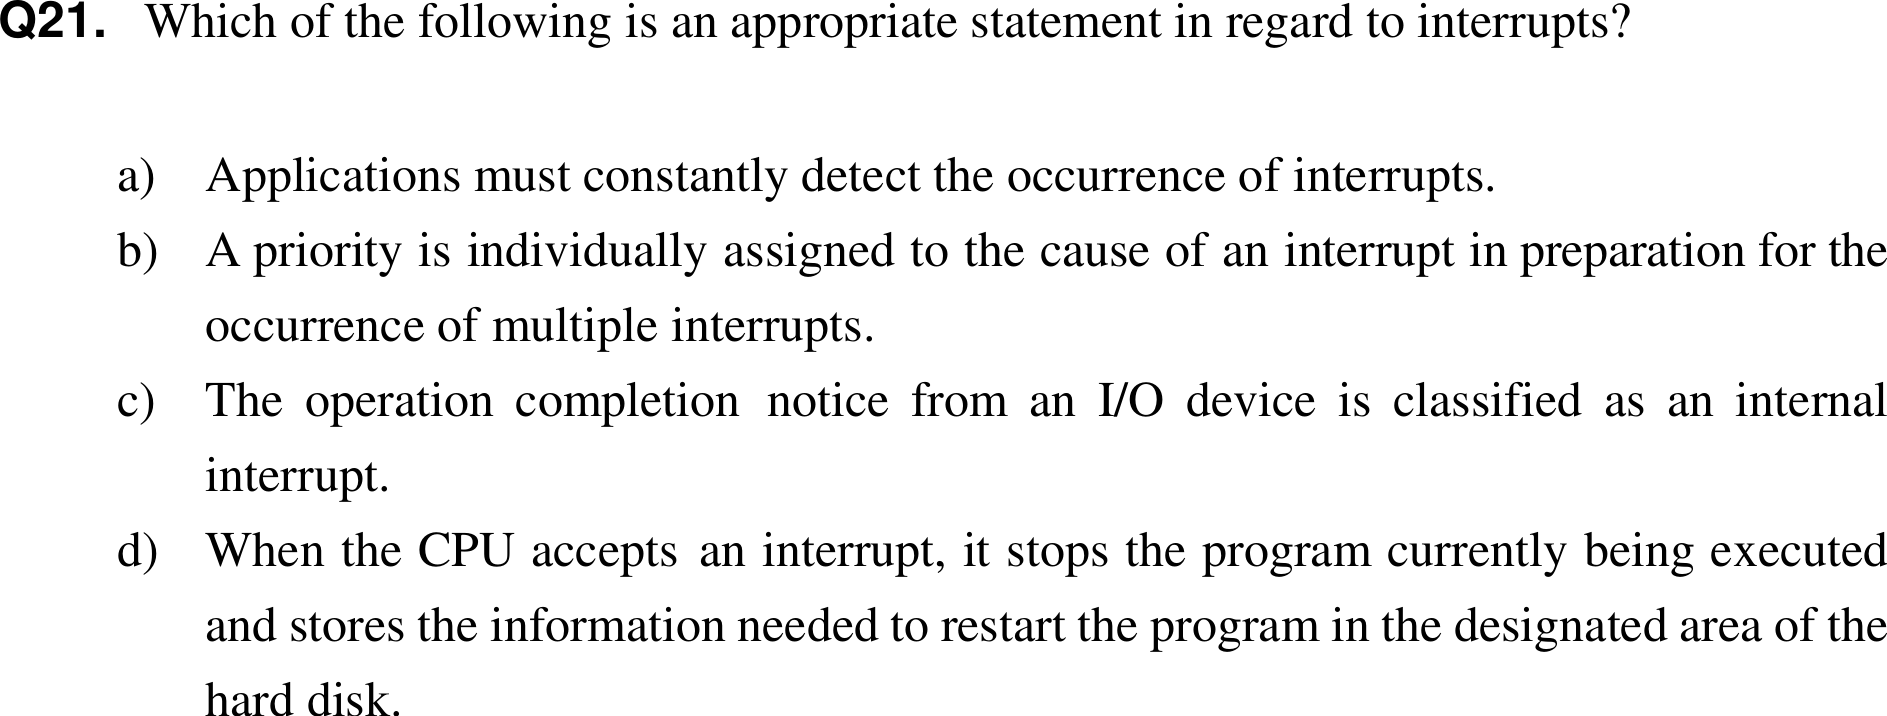 Q21. Which of the following is an appropriate statement in regard to interrupts?
a) Applications must constantly detect the occurrence of interrupts.
b) A priority is individually assigned to the cause of an interrupt in preparation for the
occurrence of multiple interrupts.
c) The operation completion notice from an I/O device is classified as an internal
interrupt.
d) When the CPU accepts an interrupt, it stops the program currently being executed
and stores the information needed to restart the program in the designated area of the
hard disk.